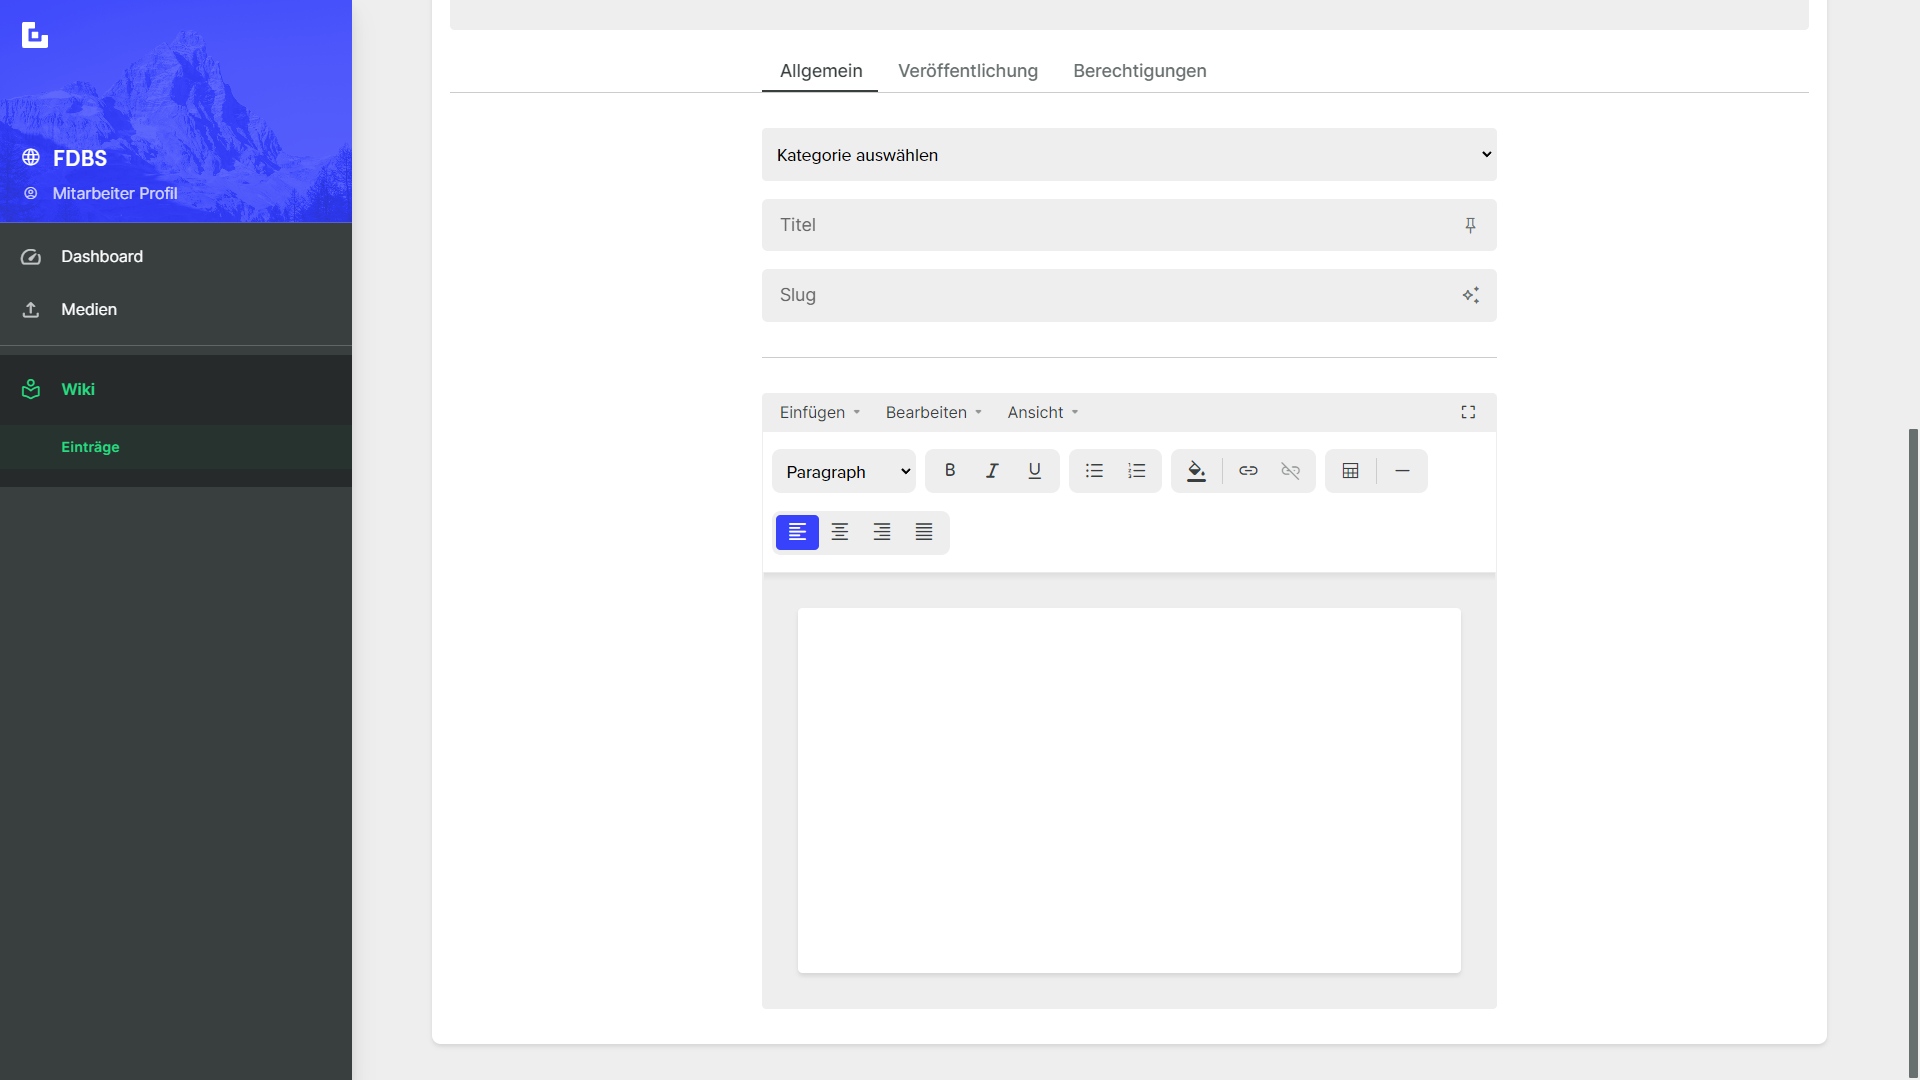 FDBS
Mitarbeiter Profil
Dashboard
Medien
Wiki
Einträge
Allgemein Veröffentlichung Berechtigungen
Kategorie auswählen
Titel
Slug
Einfügen Bearbeiten Ansicht
Paragraph B I U